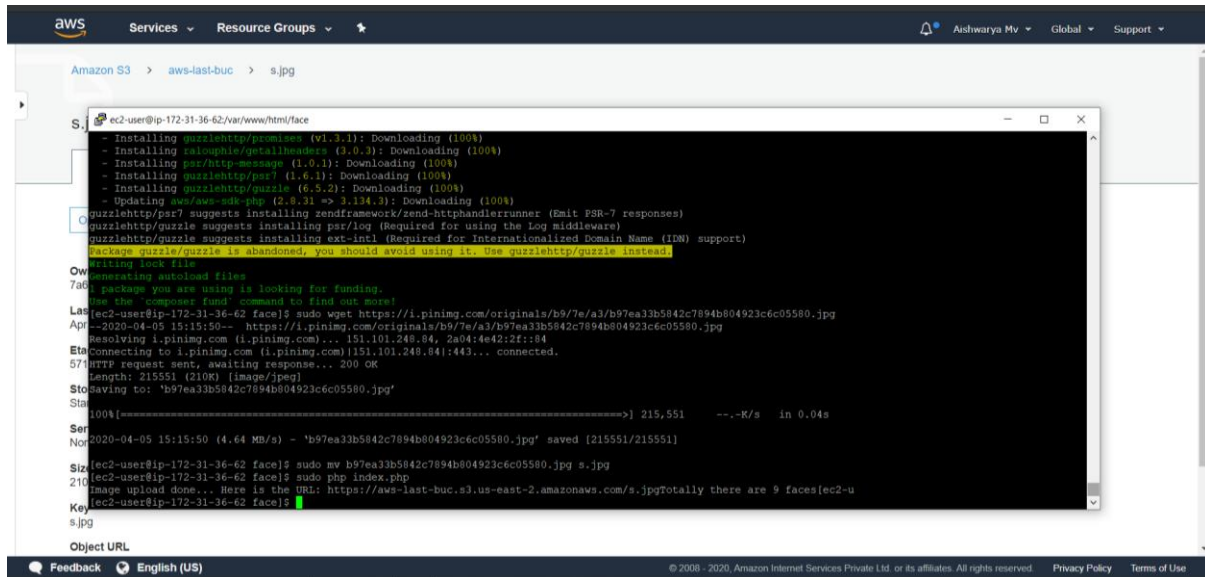 aws Services Resource Groups Aishwarya Mv Global Support
Amazon S3 > aws-last-buc > s.jpg
s.j
ec2-user@ip-172-31-36-62:/var/www/html/face
- Installing guzzlehttp/promises (v1.3.1): Downloading (100%)
- Installing ralouphie/getallheaders (3.0.3): Downloading (100%)
- Installing psr/http-message (1.0.1): Downloading (100%)
- Installing guzzlehttp/psr7 (1.6.1): Downloading (100%)
- Installing guzzlehttp/guzzle (6.5.2): Downloading (100%)
- Updating aws/aws-sdk-php (2.8.31 => 3.134.3): Downloading (100%)
guzzlehttp/psr7 suggests installing zendframework/zend-httphandlerrunner (Emit PSR-7 responses)
guzzlehttp/guzzle suggests installing psr/log (Required for using the Log middleware)
O
guzzlehttp/guzzle suggests installing ext-intl (Required for Internationalized Domain Name (IDN) support)
Package guzzle/guzzle is abandoned, you should avoid using it. Use guzzlehttp/guzzle instead.
Writing lock file
Ow
Generating autoload files
7a6
1 package you are using is looking for funding.
Use the `composer fund` command to find out more!
Las
[ec2-user@ip-172-31-36-62 face]$ sudo wget https://i.pinimg.com/originals/b9/7e/a3/b97ea33b5842c7894b804923c6c05580.jpg
Apr
--2020-04-05 15:15:50-- https://i.pinimg.com/originals/b9/7e/a3/b97ea33b5842c7894b804923c6c05580.jpg
Resolving i.pinimg.com (i.pinimg.com)... 151.101.248.84, 2a04:4e42:2f::84
Eta
Connecting to i.pinimg.com (i.pinimg.com)|151.101.248.84|:443... connected.
571
HTTP request sent, awaiting response... 200 OK
Length: 215551 (210K) [image/jpeg]
Sto
Saving to: ‘b97ea33b5842c7894b804923c6c05580.jpg’
Sta
100%[=====================================================================================>] 215,551 --.-K/s in 0.04s
Ser
Non
2020-04-05 15:15:50 (4.64 MB/s) - ‘b97ea33b5842c7894b804923c6c05580.jpg’ saved [215551/215551]
Siz
[ec2-user@ip-172-31-36-62 face]$ sudo mv b97ea33b5842c7894b804923c6c05580.jpg s.jpg
210
[ec2-user@ip-172-31-36-62 face]$ sudo php index.php
Image upload done... Here is the URL: https://aws-last-buc.s3.us-east-2.amazonaws.com/s.jpgTotally there are 9 faces[ec2-u
Key
[ec2-user@ip-172-31-36-62 face]$
s.jpg
Object URL
Feedback English (US) © 2008 - 2020, Amazon Internet Services Private Ltd. or its affiliates. All rights reserved. Privacy Policy Terms of Use